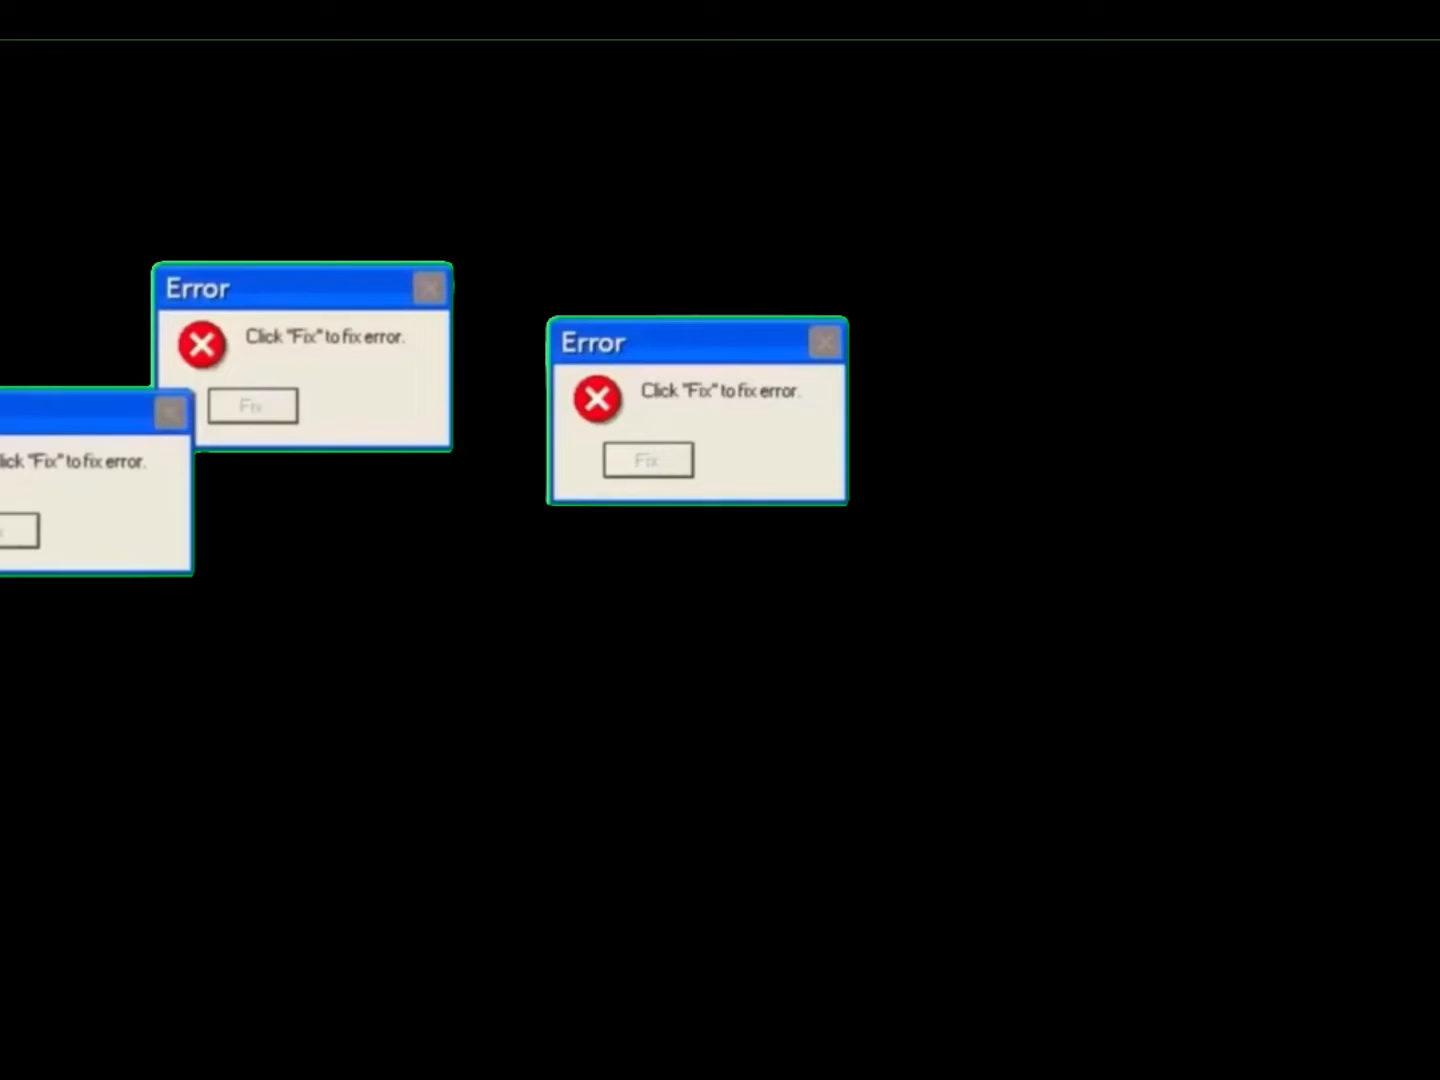 Error
Click "Fix" to fix error.
Fix
Error
Click "Fix" to fix error.
Fix
lick "Fix" to fix error.